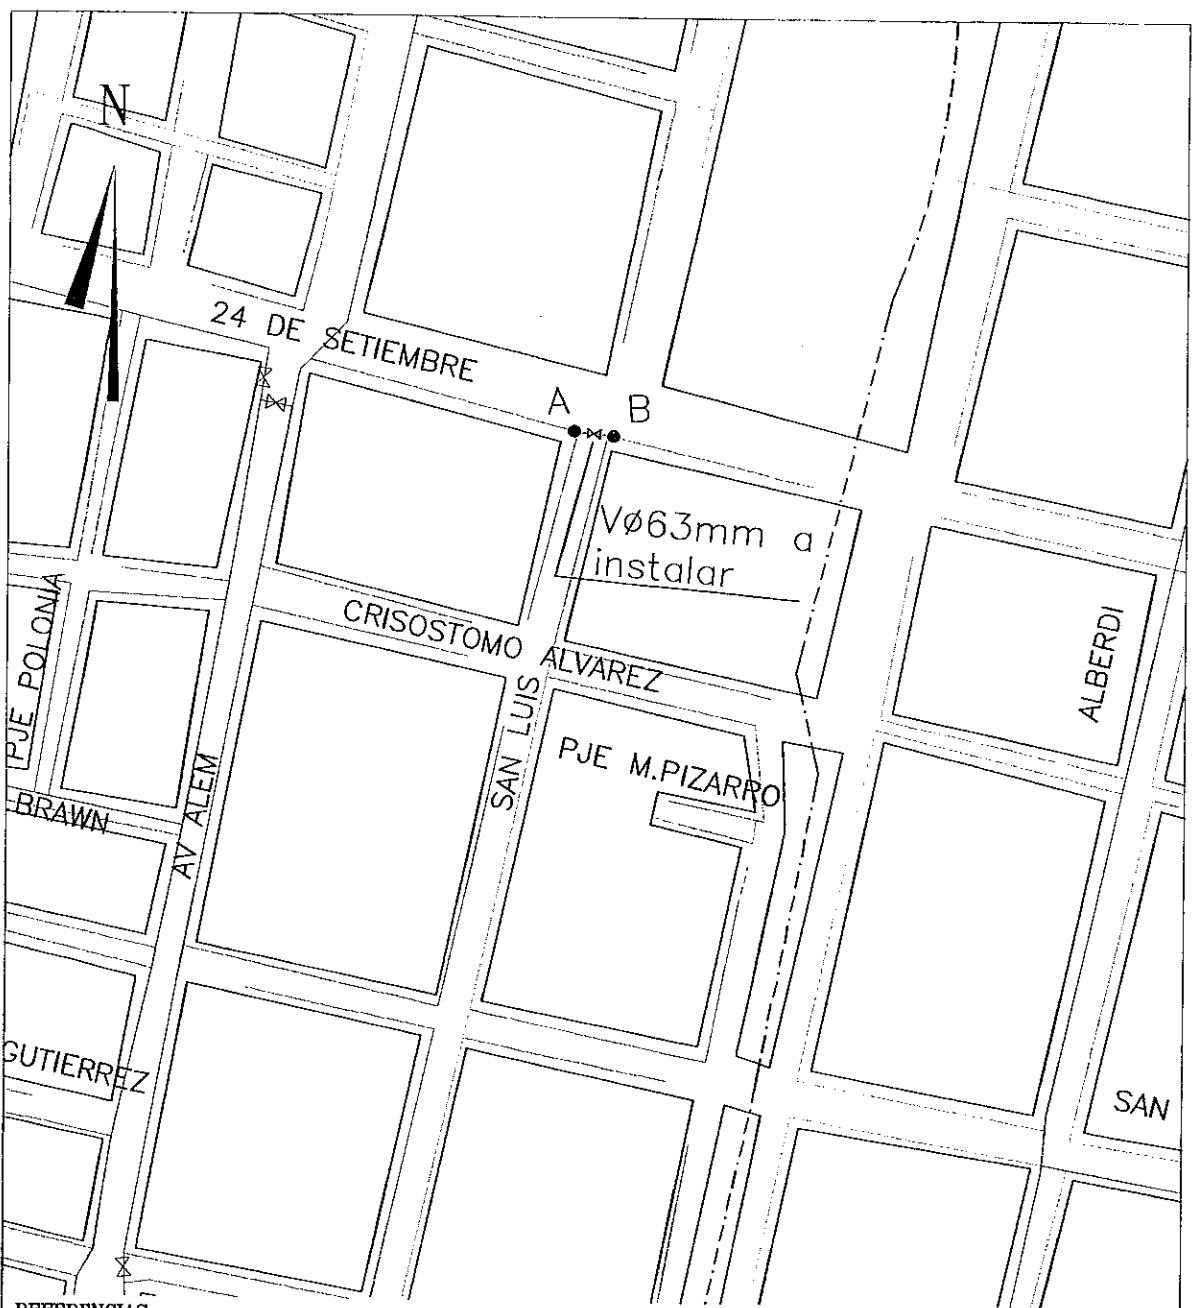 N
24 DE SETIEMBRE
A
B
Vø63mm a
instalar
CRISOSTOMO ALVAREZ
PJE POLONIA
ALBERDI
SAN LUIS
PJE M.PIZARRO
AV ALEM
BRAWN
GUTIERREZ
SAN
REFERENCIAS